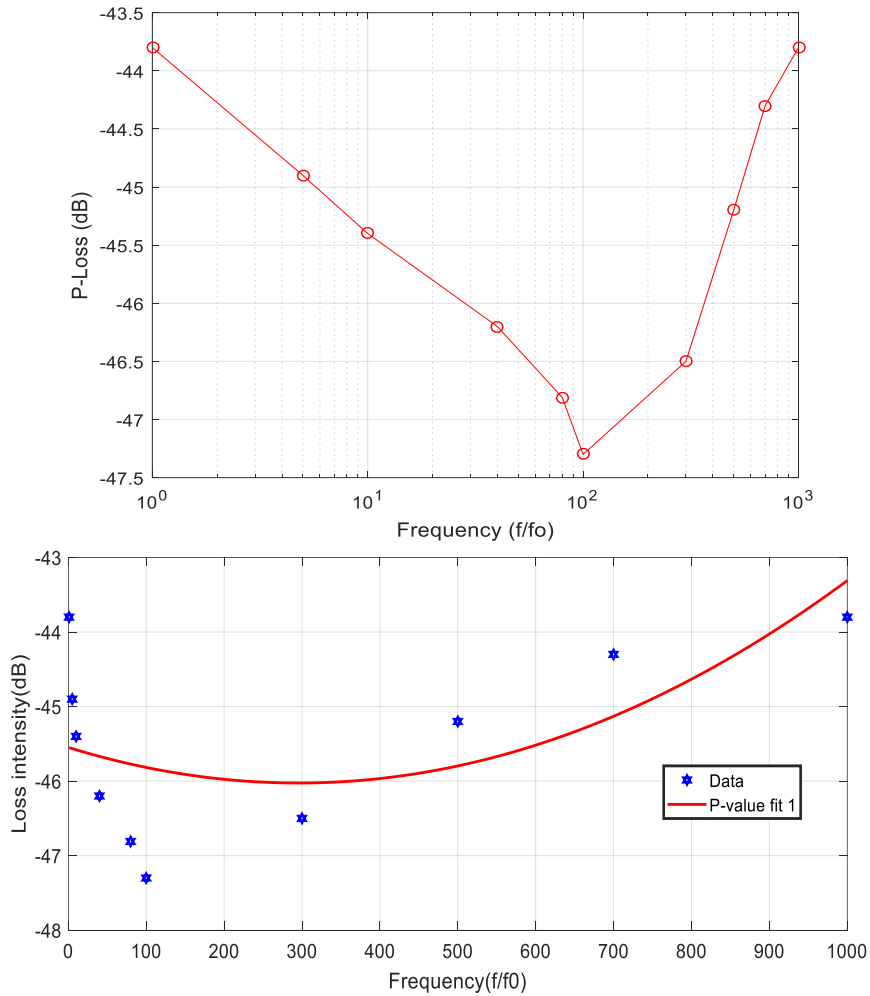 -43.5
-44
-44.5
-45
-45.5
-46
-46.5
-47
-47.5
P-Loss (dB)
10^0 10^1 10^2 10^3
Frequency (f/fo)
-43
-44
-45
-46
-47
-48
Loss intensity(dB)
Data
P-value fit 1
0 100 200 300 400 500 600 700 800 900 1000
Frequency(f/f0)